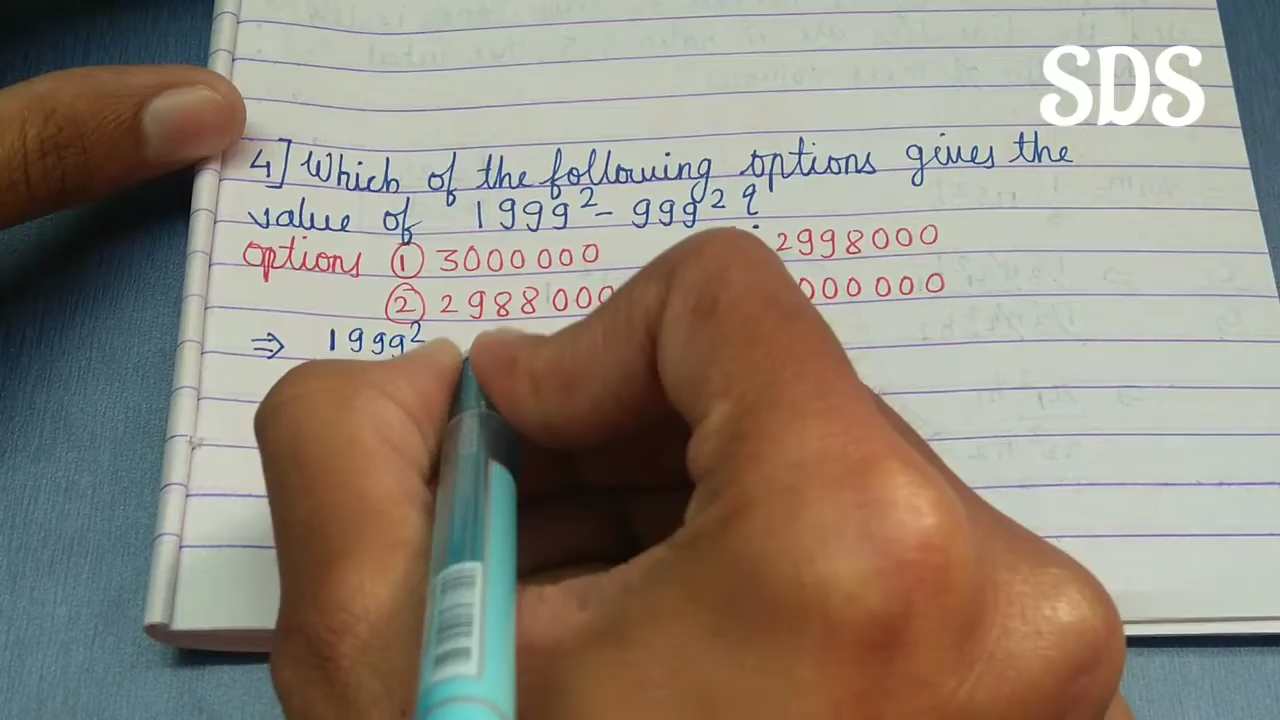 SDS
4] Which of the following options gives the
value of 1999² - 999² ?
options ① 3000000 2998000
② 2988000 000000
⇒ 1999²